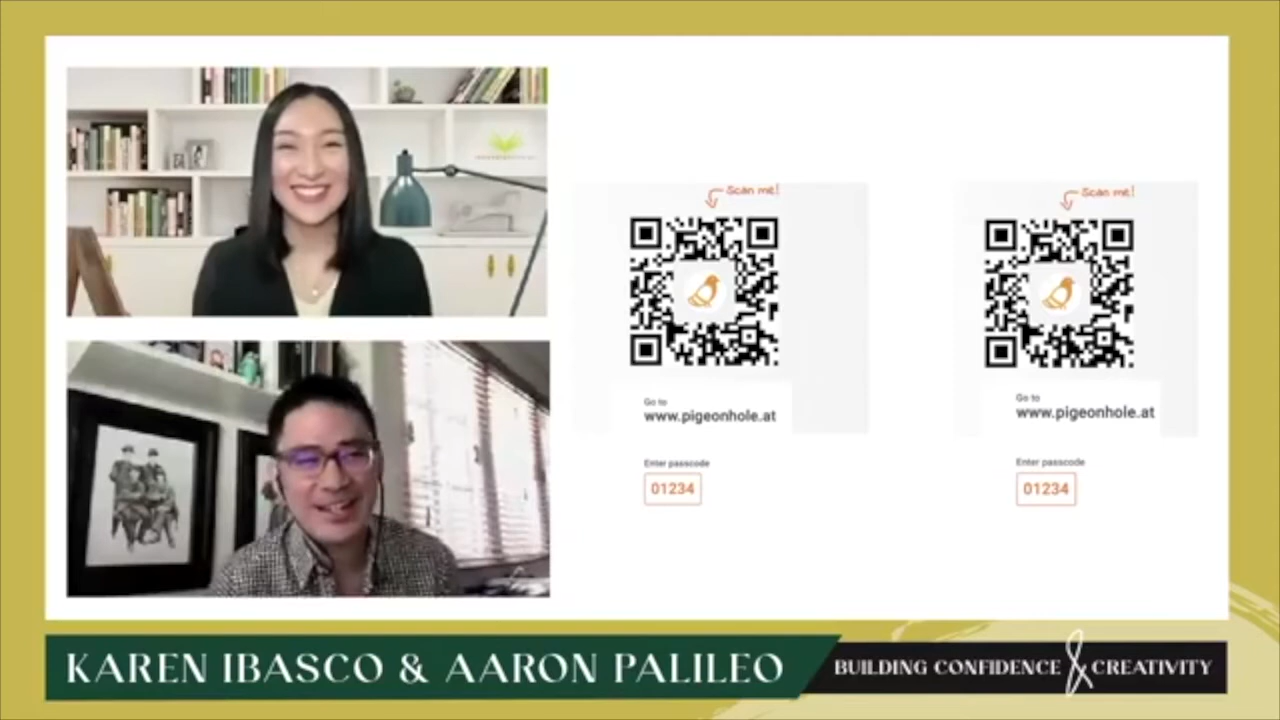 Scan me!
Go to
www.pigeonhole.at
Enter passcode
01234
Scan me!
Go to
www.pigeonhole.at
Enter passcode
01234
KAREN IBASCO & AARON PALILEO
BUILDING CONFIDENCE & CREATIVITY